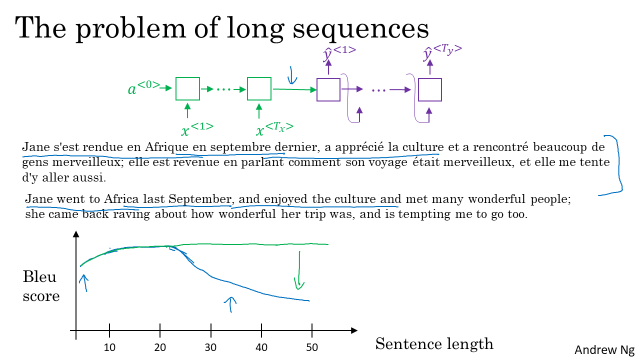 The problem of long sequences
ŷ<1> ŷ<Ty>
a<0> ... ...
x<1> x<Tx>
Jane s'est rendue en Afrique en septembre dernier, a apprécié la culture et a rencontré beaucoup de
gens merveilleux; elle est revenue en parlant comment son voyage était merveilleux, et elle me tente
d'y aller aussi.
Jane went to Africa last September, and enjoyed the culture and met many wonderful people;
she came back raving about how wonderful her trip was, and is tempting me to go too.
Bleu
score
10 20 30 40 50
Sentence length
Andrew Ng